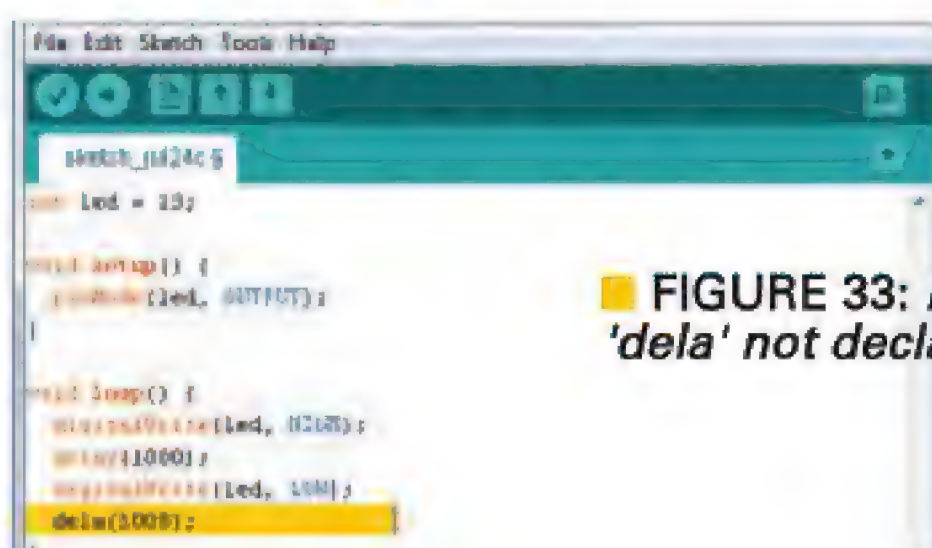 File Edit Sketch Tools Help
int led = 13;
void setup() {
pinMode(led, OUTPUT);
void loop() {
digitalWrite(led, HIGH);
delay(1000);
digitalWrite(led, LOW);
dela(1000);
FIGURE 33:
'dela' not decla